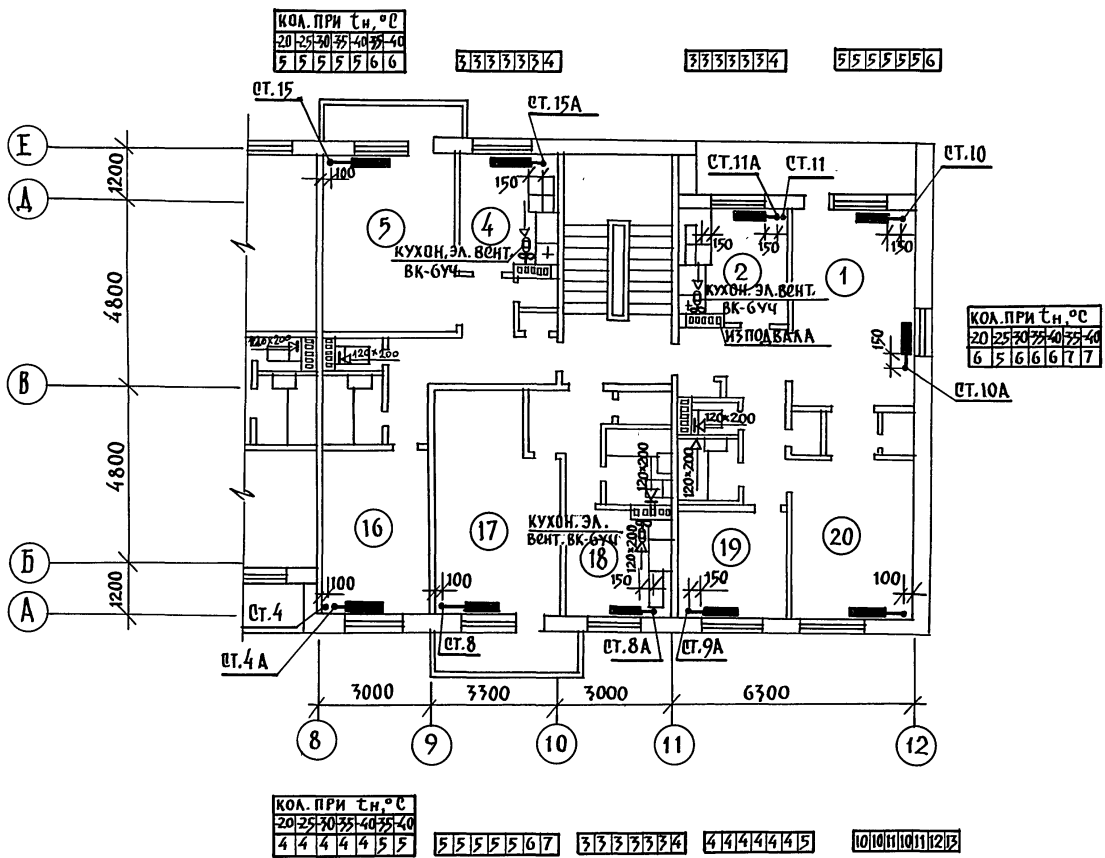 КОЛ. ПРИ tн, °С
-20 -25 -30 -35 -40 -35 -40
5 5 5 5 5 6 6
3 3 3 3 3 3 4
3 3 3 3 3 3 4
5 5 5 5 5 5 6
СТ.15
СТ.15А
СТ.11А
СТ.11
СТ.10
Е
1200
Д
100
150
150
150
150
5
4
2
1
КУХОН. ЭЛ. ВЕНТ.
ВК-6УЧ
КУХОН. ЭЛ. ВЕНТ.
ВК-6УЧ
ИЗ ПОДВАЛА
4800
КОЛ. ПРИ tн, °С
-20 -25 -30 -35 -40 -35 -40
6 5 6 6 6 7 7
150
СТ.10А
120×200
120×200
В
120×200
120×200
120×200
4800
16
17
КУХОН. ЭЛ.
ВЕНТ. ВК-6УЧ
18
120×200
19
20
Б
1200
А
100
100
150
150
100
СТ.4
СТ.4А
СТ.8
СТ.8А
СТ.9А
3000
3300
3000
6300
8
9
10
11
12
КОЛ. ПРИ tн, °С
-20 -25 -30 -35 -40 -35 -40
4 4 4 4 4 5 5
5 5 5 5 5 6 7
3 3 3 3 3 3 4
4 4 4 4 4 4 5
10 10 11 10 11 12 13